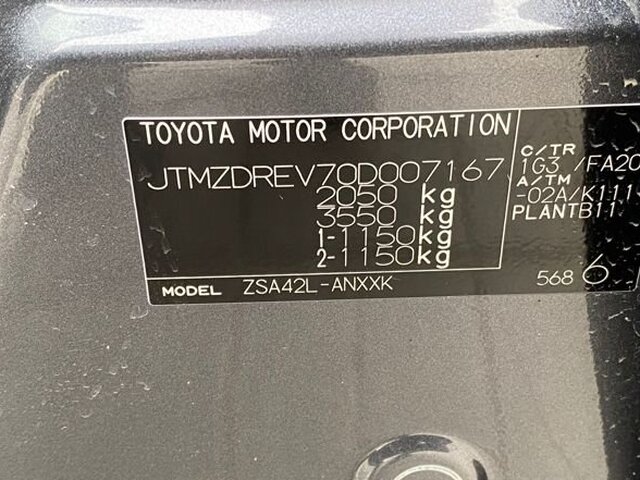 TOYOTA MOTOR CORPORATION
JTMZDREV70D007167
2050 kg
3550 kg
1-1150kg
2-1150kg
MODEL ZSA42L-ANXXK
C/TR
1G3 /FA20
A/TM
-02A/K111
PLANTB11
568 6